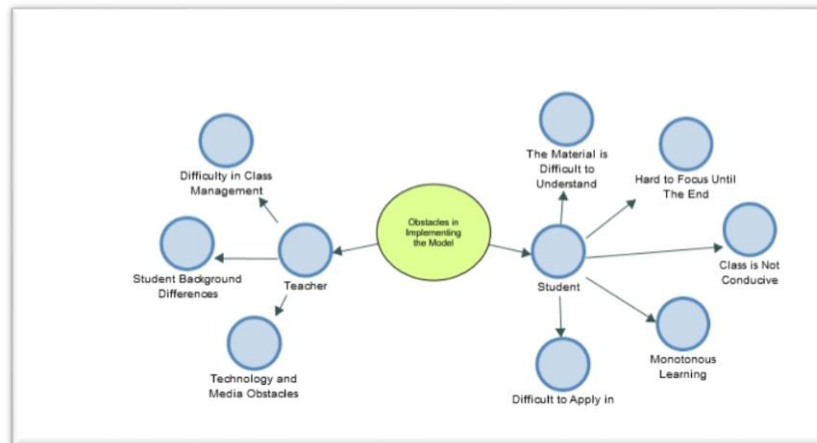 Difficulty in Class
Management
Student Background
Differences
Teacher
Technology and
Media Obstacles
Obstacles in
Implementing
the Model
The Material is
Difficult to
Understand
Hard to Focus Until
The End
Class is Not
Conducive
Student
Monotonous
Learning
Difficult to Apply in